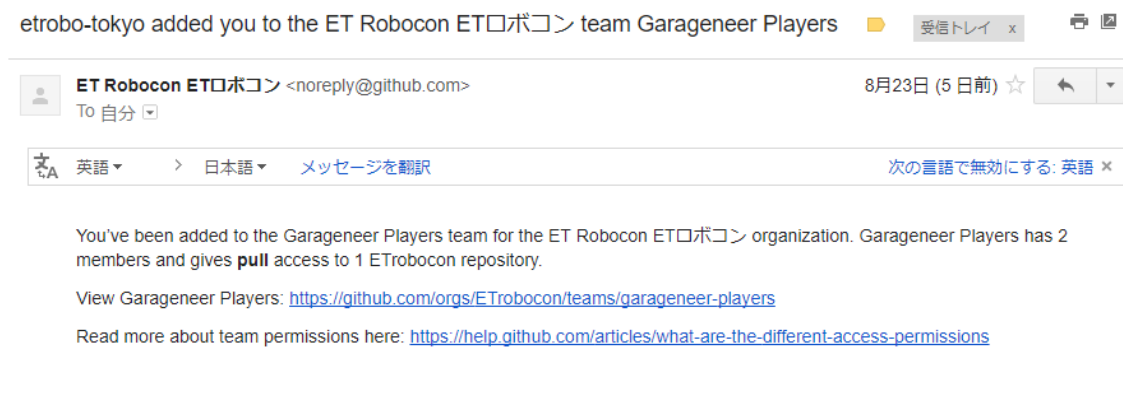 etrobo-tokyo added you to the ET Robocon ETロボコン team Garageneer Players
受信トレイ x
ET Robocon ETロボコン <noreply@github.com>
8月23日 (5 日前)
To 自分
文A 英語 > 日本語 メッセージを翻訳
次の言語で無効にする: 英語 ×
You've been added to the Garageneer Players team for the ET Robocon ETロボコン organization. Garageneer Players has 2
members and gives pull access to 1 ETrobocon repository.
View Garageneer Players: https://github.com/orgs/ETrobocon/teams/garageneer-players
Read more about team permissions here: https://help.github.com/articles/what-are-the-different-access-permissions